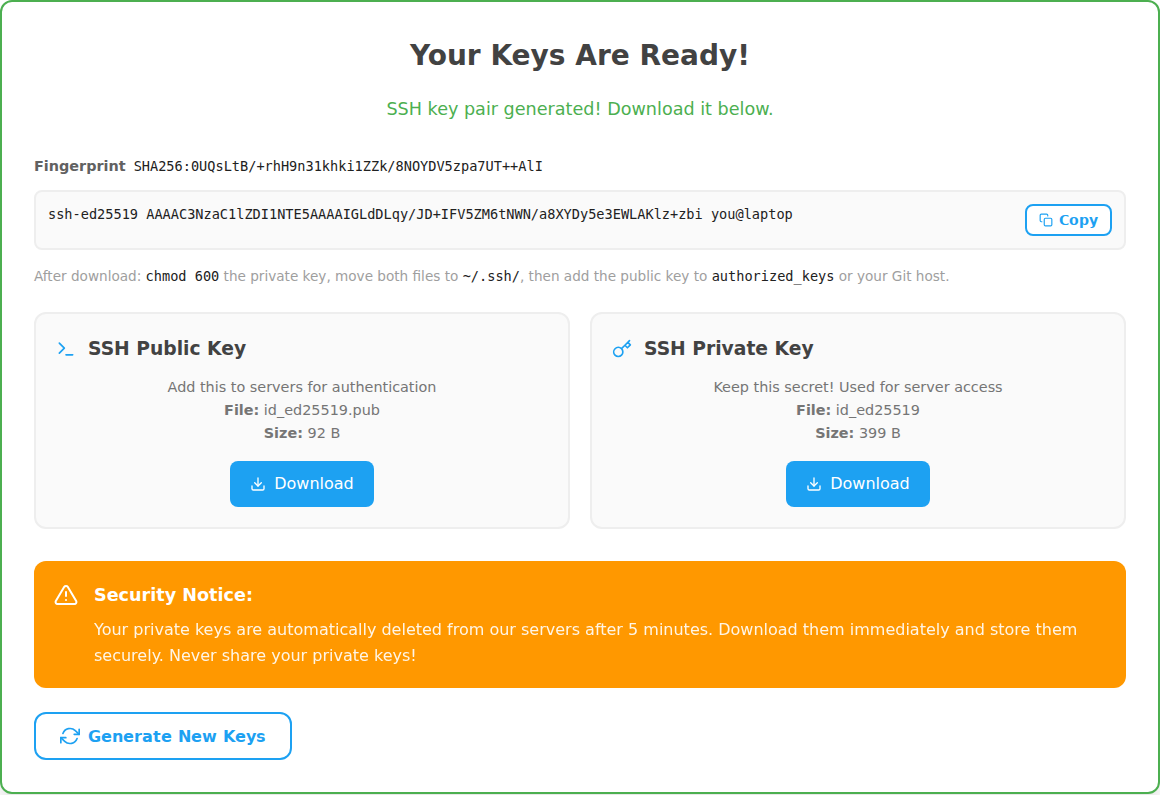 Your Keys Are Ready!
SSH key pair generated! Download it below.
Fingerprint SHA256:0UQsLtB/+rhH9n31khki1ZZk/8NOYDV5zpa7UT++AlI
ssh-ed25519 AAAAC3NzaC1lZDI1NTE5AAAAIGLdDLqy/JD+IFV5ZM6tNWN/a8XYDy5e3EWLAKlz+zbi you@laptop
Copy
After download: chmod 600 the private key, move both files to ~/.ssh/, then add the public key to authorized_keys or your Git host.
SSH Public Key
Add this to servers for authentication
File: id_ed25519.pub
Size: 92 B
Download
SSH Private Key
Keep this secret! Used for server access
File: id_ed25519
Size: 399 B
Download
Security Notice:
Your private keys are automatically deleted from our servers after 5 minutes. Download them immediately and store them
securely. Never share your private keys!
Generate New Keys